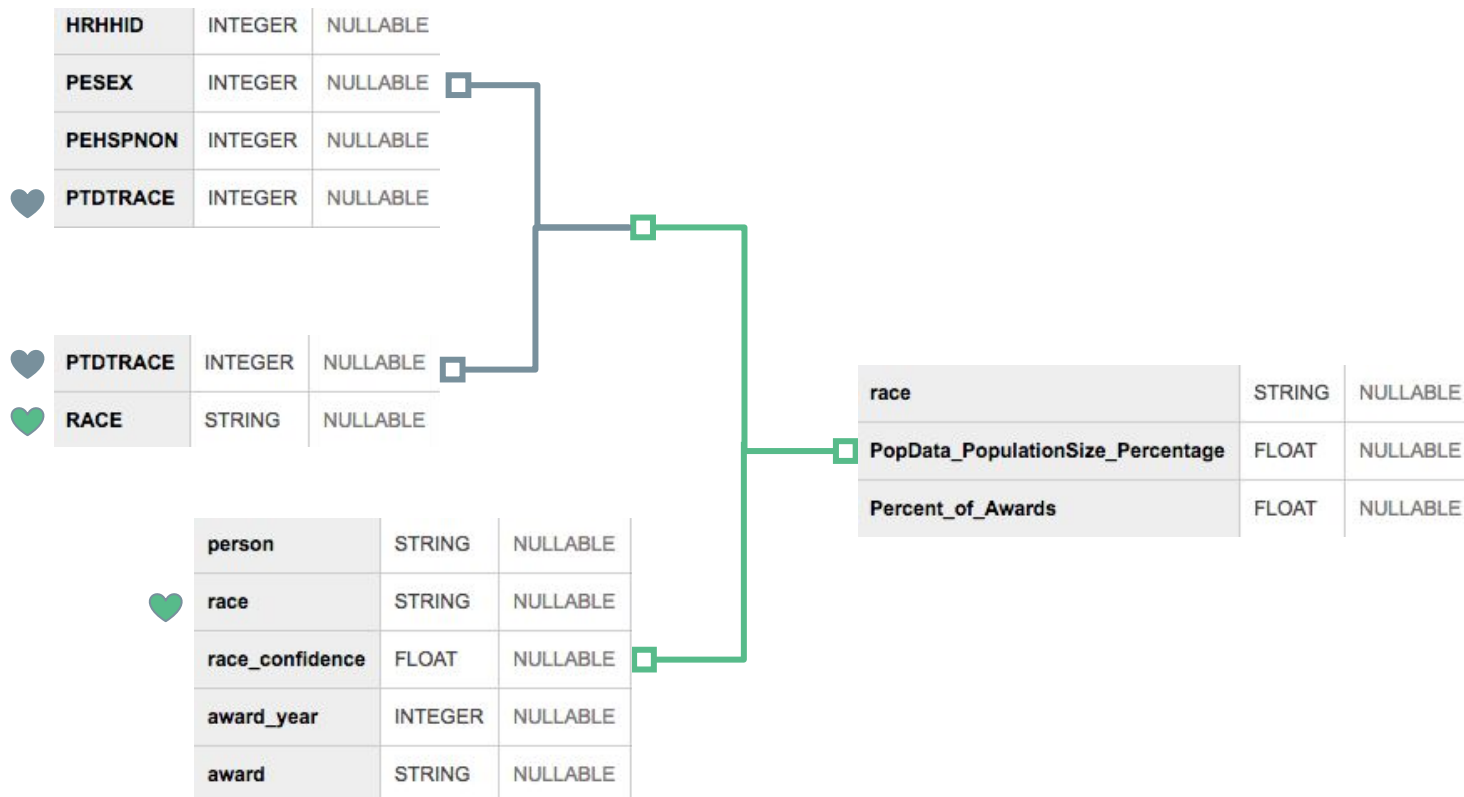 HRHHID INTEGER NULLABLE
PESEX INTEGER NULLABLE
PEHSPNON INTEGER NULLABLE
PTDTRACE INTEGER NULLABLE
PTDTRACE INTEGER NULLABLE
RACE STRING NULLABLE
person STRING NULLABLE
race STRING NULLABLE
race_confidence FLOAT NULLABLE
award_year INTEGER NULLABLE
award STRING NULLABLE
race STRING NULLABLE
PopData_PopulationSize_Percentage FLOAT NULLABLE
Percent_of_Awards FLOAT NULLABLE